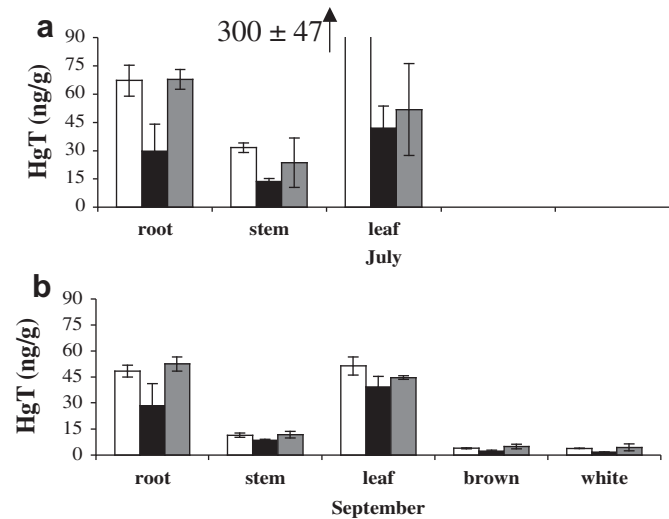 a
300 ± 47
HgT (ng/g)
90
75
60
45
30
15
0
root stem leaf
July
b
HgT (ng/g)
90
75
60
45
30
15
0
root stem leaf brown white
September